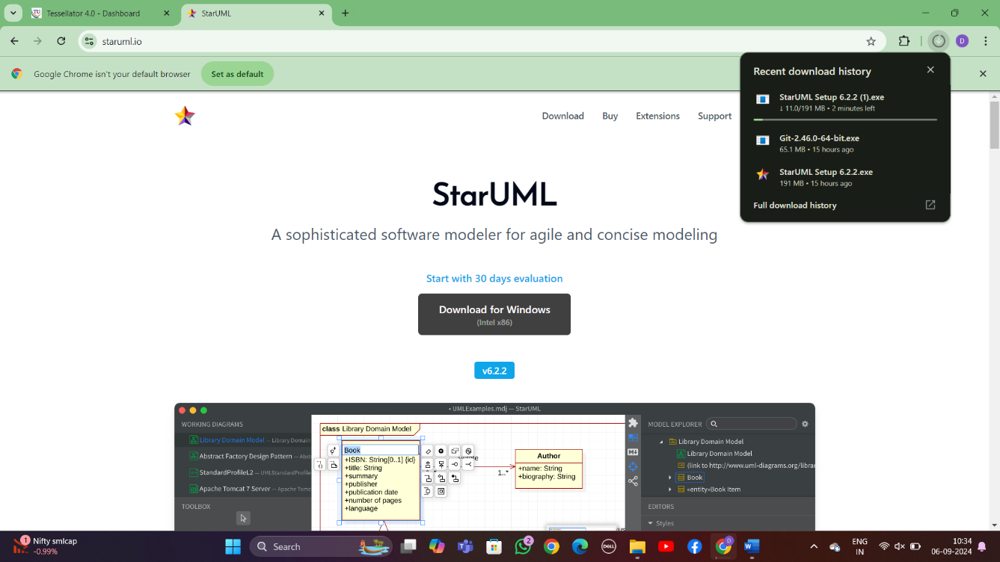 Tessellator 4.0 - Dashboard
StarUML
staruml.io
D
Google Chrome isn't your default browser
Set as default
Recent download history
StarUML Setup 6.2.2 (1).exe
↓ 11.0/191 MB • 2 minutes left
Git-2.46.0-64-bit.exe
65.1 MB • 15 hours ago
StarUML Setup 6.2.2.exe
191 MB • 15 hours ago
Full download history
Download
Buy
Extensions
Support
StarUML
A sophisticated software modeler for agile and concise modeling
Start with 30 days evaluation
Download for Windows
(Intel x86)
v6.2.2
• UMLExamples.mdj — StarUML
WORKING DIAGRAMS
Library Domain Model — Library Domain
Abstract Factory Design Pattern — Abst
StandardProfileL2 — UMLStandardProfile
Apache Tomcat 7 Server — Apache Tomc
TOOLBOX
class Library Domain Model
Book
+ISBN: String[0..1] {id}
+title: String
+summary
+publisher
+publication date
+number of pages
+language
1..*
Author
+name: String
+biography: String
MODEL EXPLORER
Library Domain Model
Library Domain Model
(link to http://www.uml-diagrams.org/librar
Book
«entity»Book Item
EDITORS
Styles
1
Nifty smlcap
-0.99%
Search
2
DELL
D
ENG
IN
10:34
06-09-2024